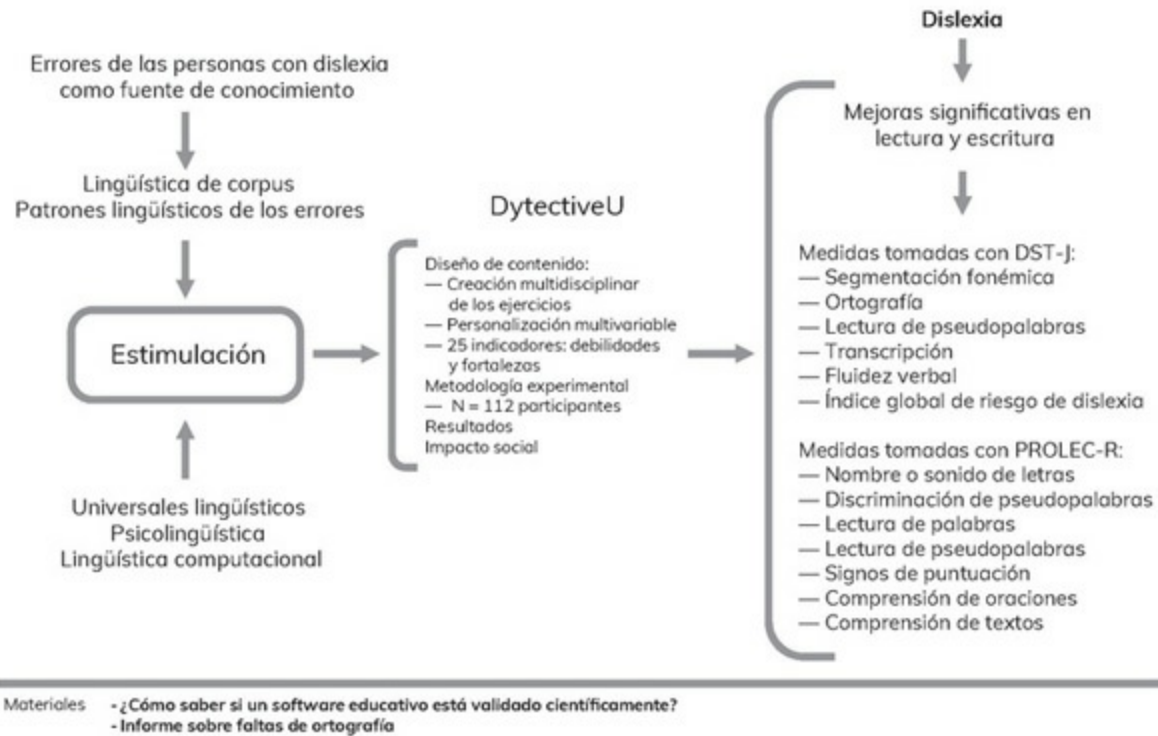 Errores de las personas con dislexia
como fuente de conocimiento
Lingüística de corpus
Patrones lingüísticos de los errores
Estimulación
Universales lingüísticos
Psicolingüística
Lingüística computacional
DytectiveU
Diseño de contenido:
— Creación multidisciplinar
de los ejercicios
— Personalización multivariable
— 25 indicadores: debilidades
y fortalezas
Metodología experimental
— N = 112 participantes
Resultados
Impacto social
Dislexia
Mejoras significativas en
lectura y escritura
Medidas tomadas con DST-J:
— Segmentación fonémica
— Ortografía
— Lectura de pseudopalabras
— Transcripción
— Fluidez verbal
— Índice global de riesgo de dislexia
Medidas tomadas con PROLEC-R:
— Nombre o sonido de letras
— Discriminación de pseudopalabras
— Lectura de palabras
— Lectura de pseudopalabras
— Signos de puntuación
— Comprensión de oraciones
— Comprensión de textos
Materiales - ¿Cómo saber si un software educativo está validado científicamente?
- Informe sobre faltas de ortografía